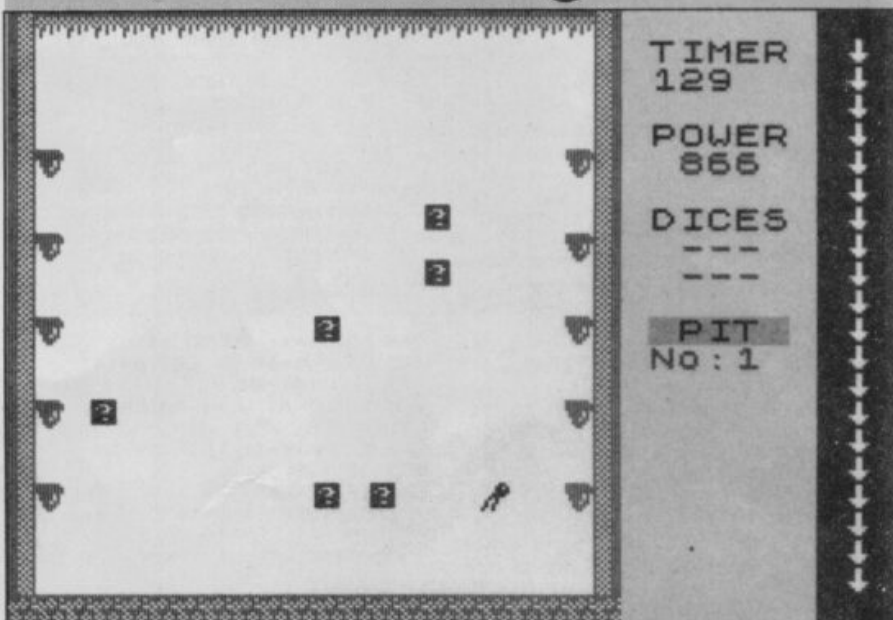 TIMER
129
POWER
866
DICES
---
---
PIT
No:1
?
?
?
?
? ?